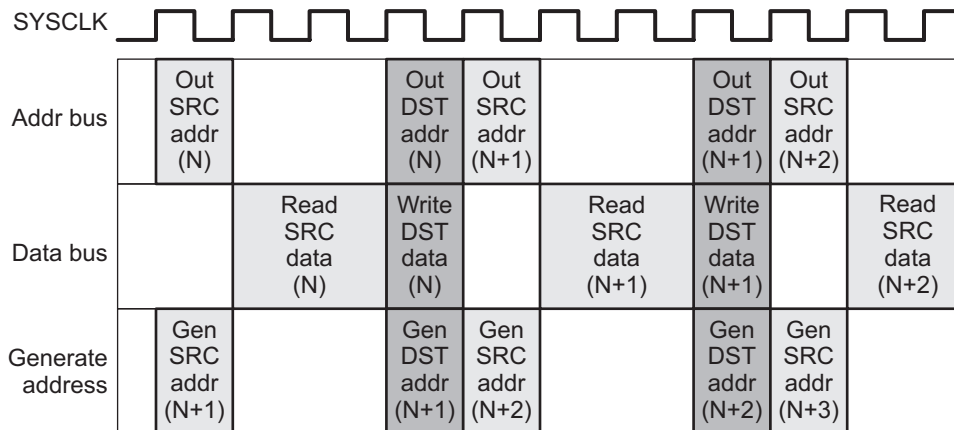 SYSCLK
Addr bus
Out
SRC
addr
(N)
Out
DST
addr
(N)
Out
SRC
addr
(N+1)
Out
DST
addr
(N+1)
Out
SRC
addr
(N+2)
Data bus
Read
SRC
data
(N)
Write
DST
data
(N)
Read
SRC
data
(N+1)
Write
DST
data
(N+1)
Read
SRC
data
(N+2)
Generate
address
Gen
SRC
addr
(N+1)
Gen
DST
addr
(N+1)
Gen
SRC
addr
(N+2)
Gen
DST
addr
(N+2)
Gen
SRC
addr
(N+3)